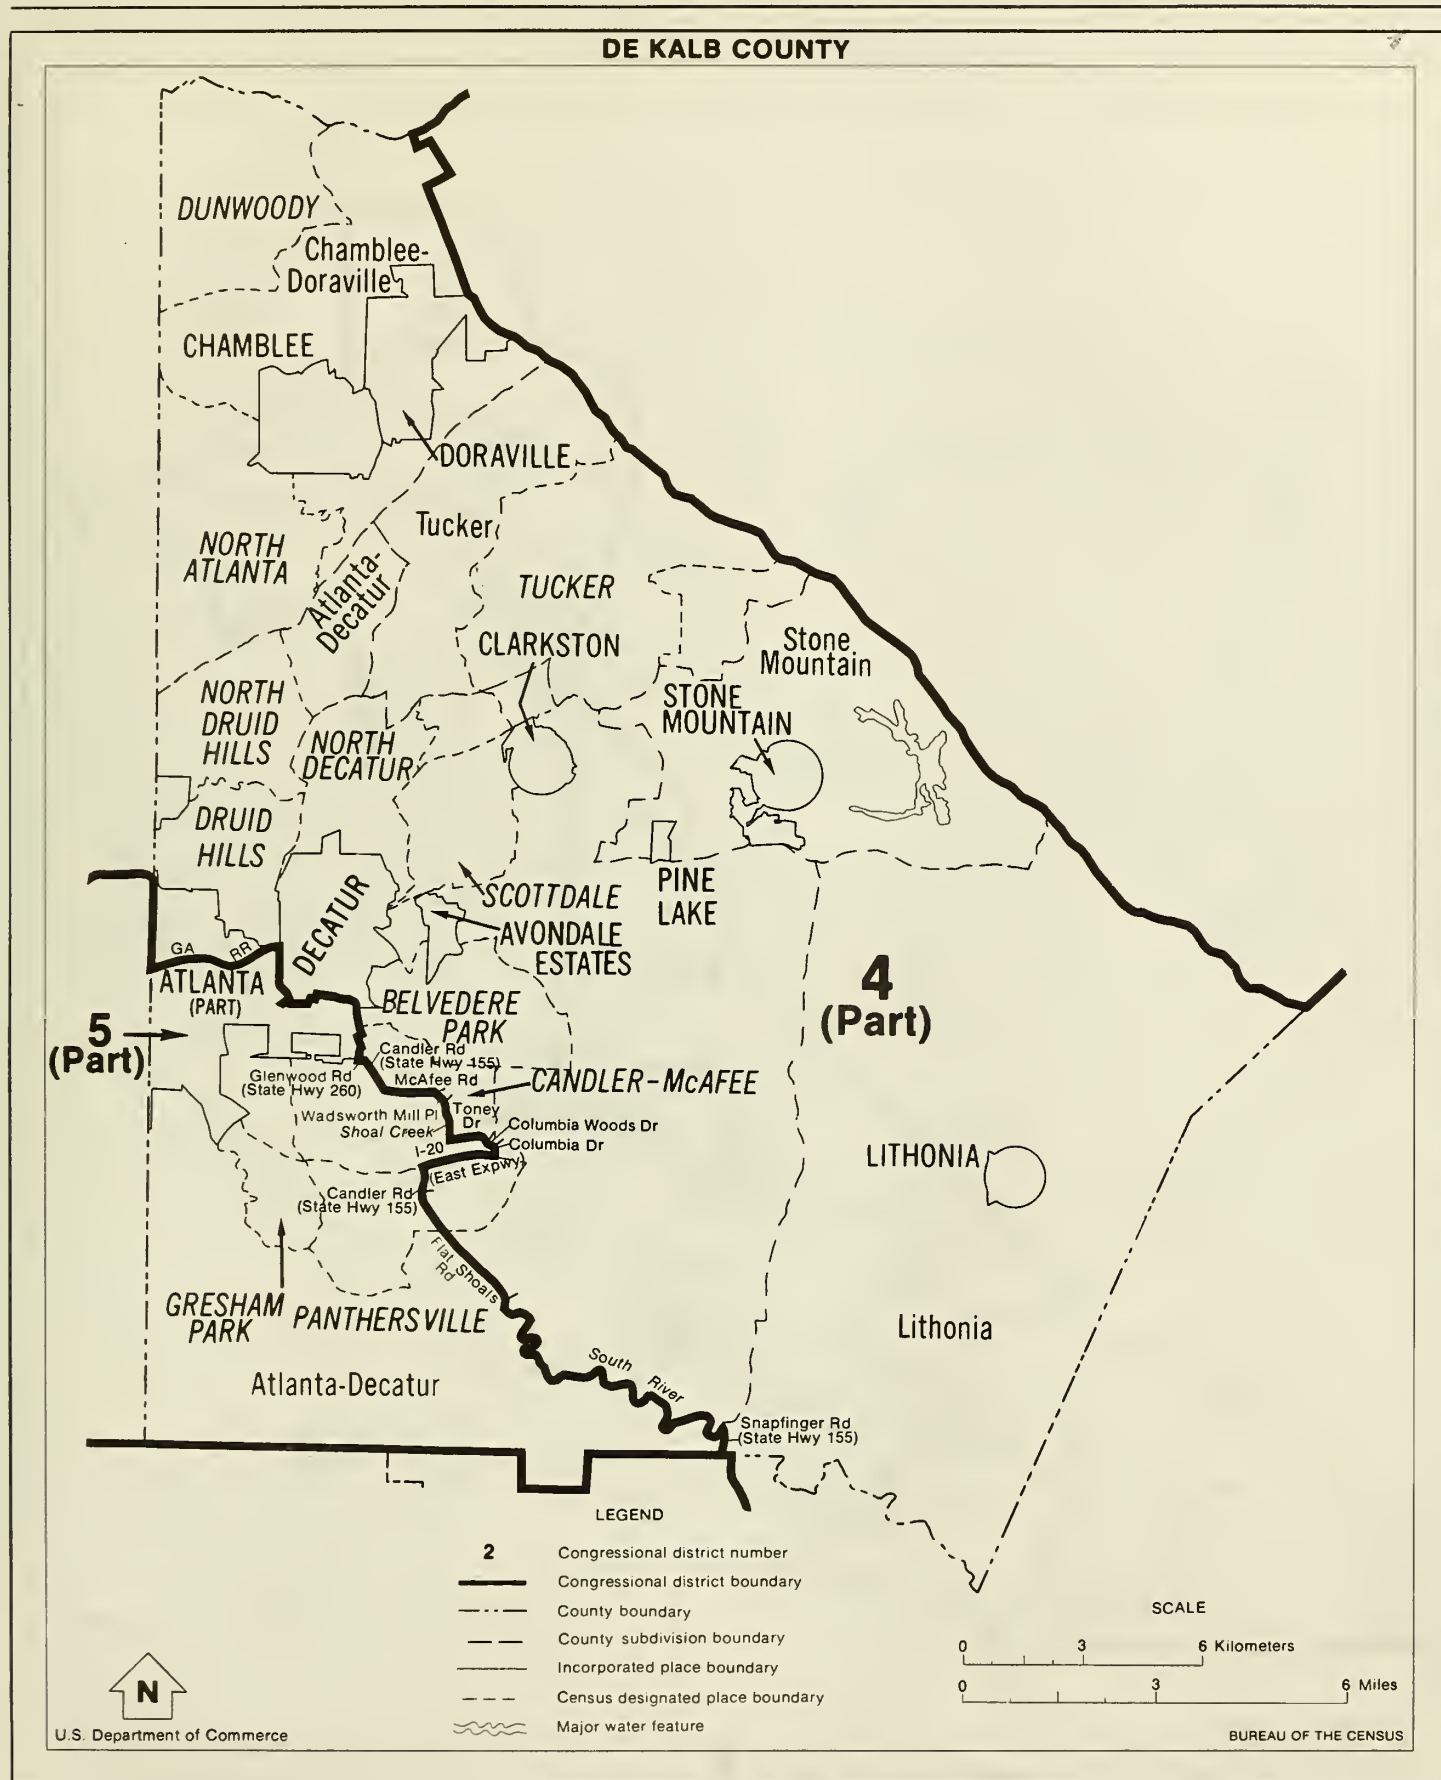 DE KALB COUNTY
DUNWOODY
Chamblee-
Doraville
CHAMBLEE
DORAVILLE
Tucker
NORTH
ATLANTA
Atlanta-
Decatur
TUCKER
CLARKSTON
Stone
Mountain
NORTH
DRUID
HILLS
STONE
MOUNTAIN
NORTH
DECATUR
DRUID
HILLS
DECATUR
SCOTTDALE
PINE
LAKE
AVONDALE
ESTATES
GA
RR
ATLANTA
(PART)
4
(Part)
BELVEDERE
PARK
5
(Part)
Candler Rd
(State Hwy 155)
Glenwood Rd
(State Hwy 260)
McAfee Rd
CANDLER-McAFEE
Wadsworth Mill Pl
Toney
Dr
Shoal Creek
Columbia Woods Dr
I-20
Columbia Dr
(East Expwy)
LITHONIA
Candler Rd
(State Hwy 155)
Flat Shoals
Rd
GRESHAM
PARK
PANTHERSVILLE
Lithonia
South
River
Atlanta-Decatur
Snapfinger Rd
(State Hwy 155)
LEGEND
2 Congressional district number
Congressional district boundary
County boundary
County subdivision boundary
Incorporated place boundary
Census designated place boundary
Major water feature
SCALE
0 3 6 Kilometers
0 3 6 Miles
N
U.S. Department of Commerce
BUREAU OF THE CENSUS